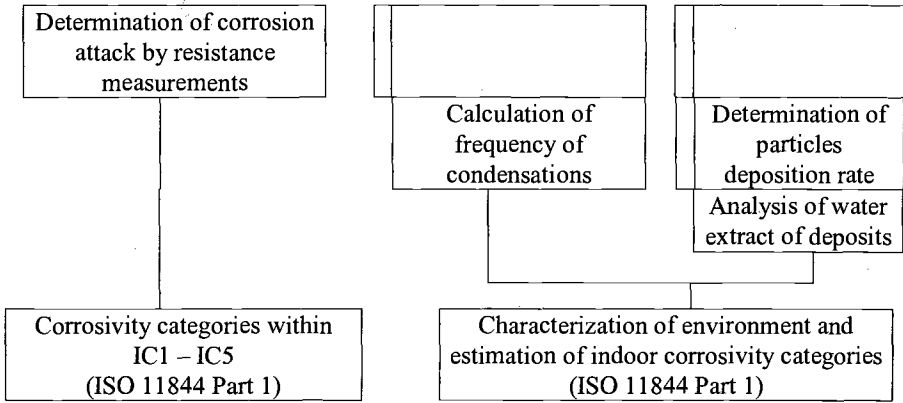 Determination of corrosion
attack by resistance
measurements
Calculation of
frequency of
condensations
Determination of
particles
deposition rate
Analysis of water
extract of deposits
Corrosivity categories within
IC1 – IC5
(ISO 11844 Part 1)
Characterization of environment and
estimation of indoor corrosivity categories
(ISO 11844 Part 1)